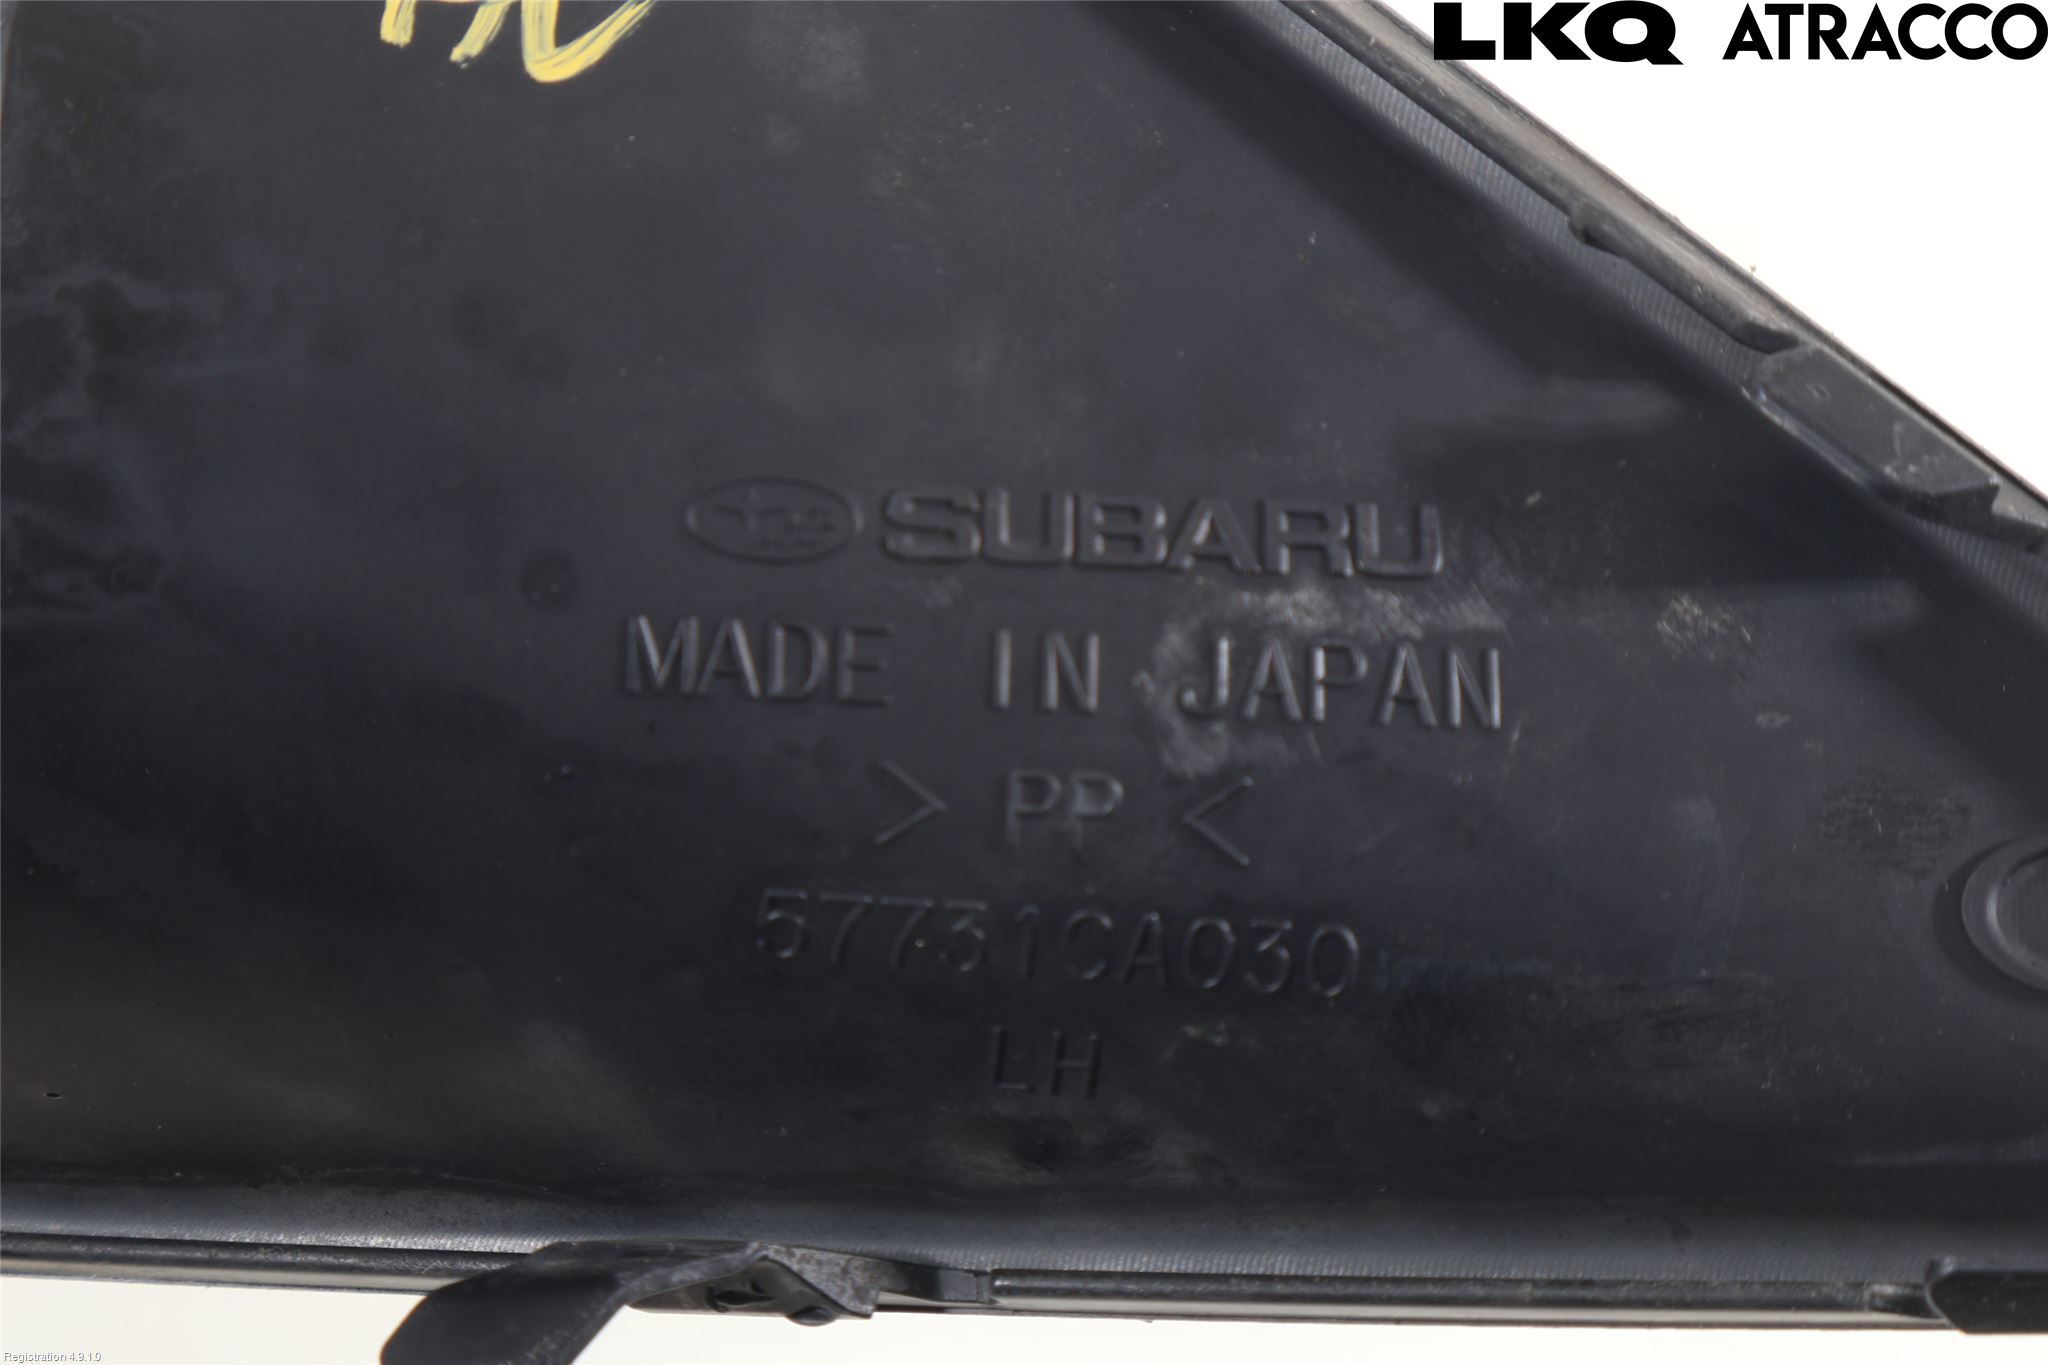 LKQ ATRACCO
SUBARU
MADE IN JAPAN
> PP <
57731CA030
LH
Registration 4.9.1.0